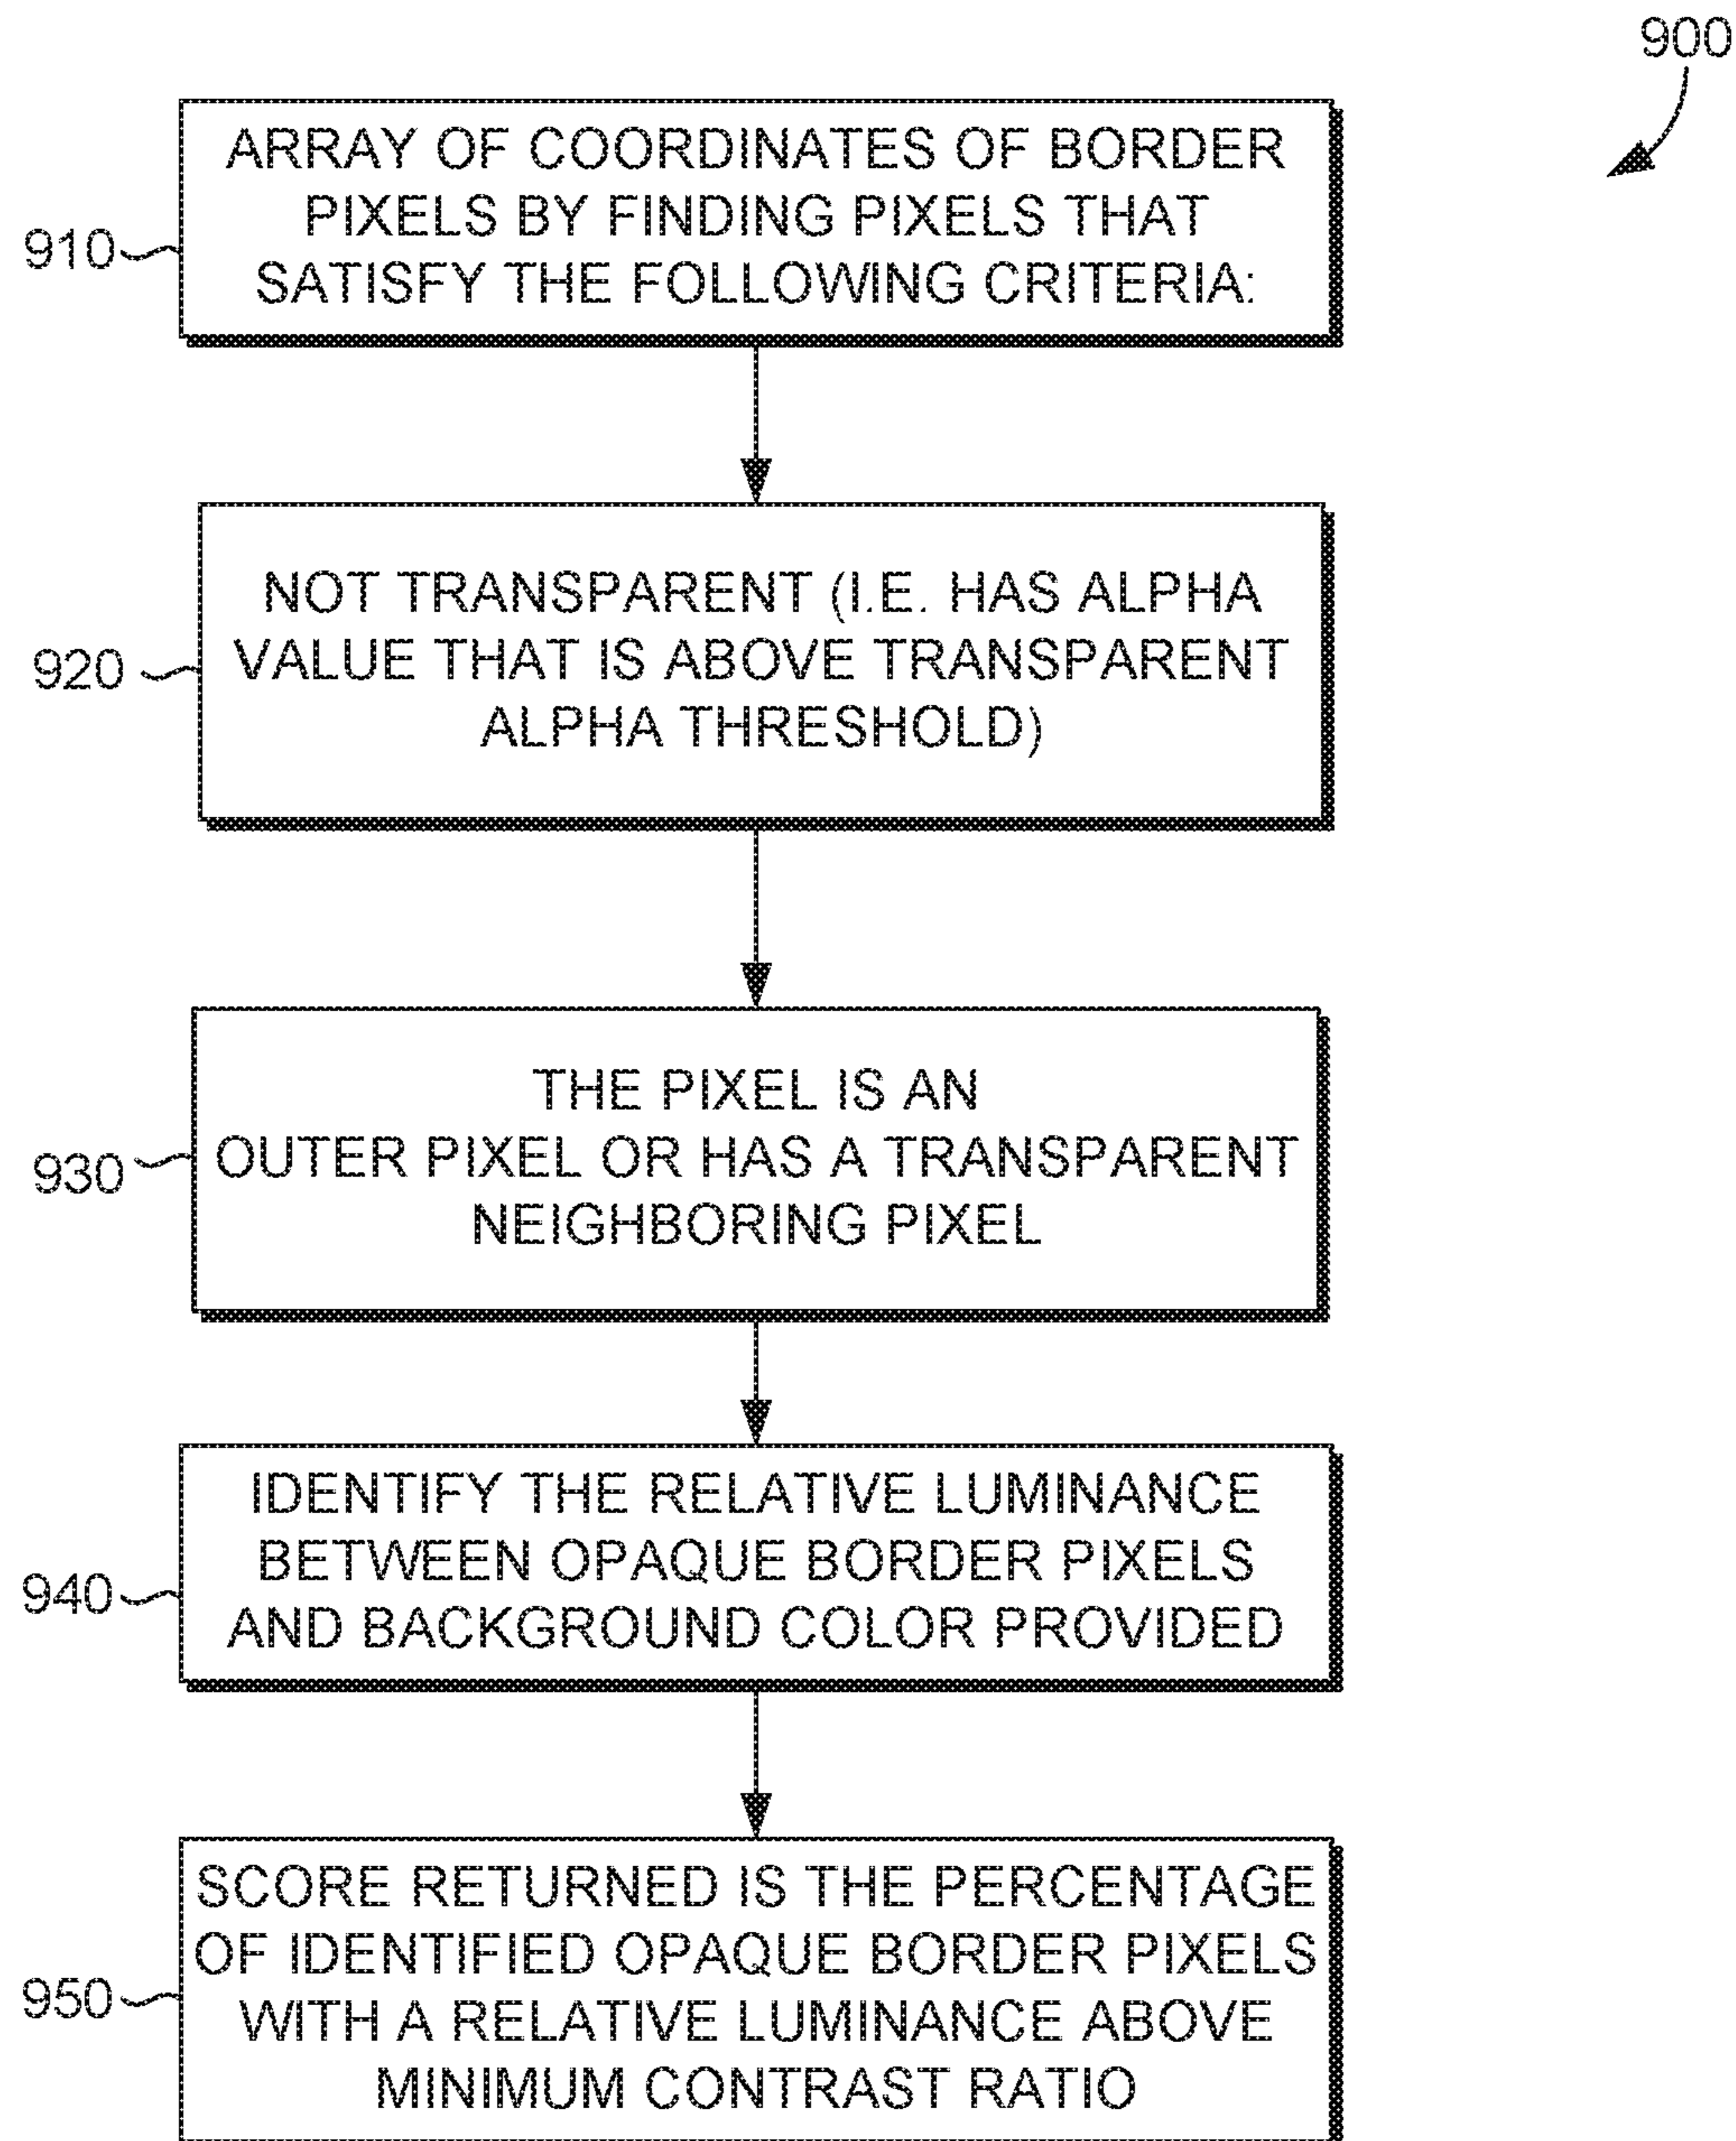 900
ARRAY OF COORDINATES OF BORDER
PIXELS BY FINDING PIXELS THAT
SATISFY THE FOLLOWING CRITERIA:
910
NOT TRANSPARENT (I.E. HAS ALPHA
VALUE THAT IS ABOVE TRANSPARENT
ALPHA THRESHOLD)
920
THE PIXEL IS AN
OUTER PIXEL OR HAS A TRANSPARENT
NEIGHBORING PIXEL
930
IDENTIFY THE RELATIVE LUMINANCE
BETWEEN OPAQUE BORDER PIXELS
AND BACKGROUND COLOR PROVIDED
940
SCORE RETURNED IS THE PERCENTAGE
OF IDENTIFIED OPAQUE BORDER PIXELS
WITH A RELATIVE LUMINANCE ABOVE
MINIMUM CONTRAST RATIO
950